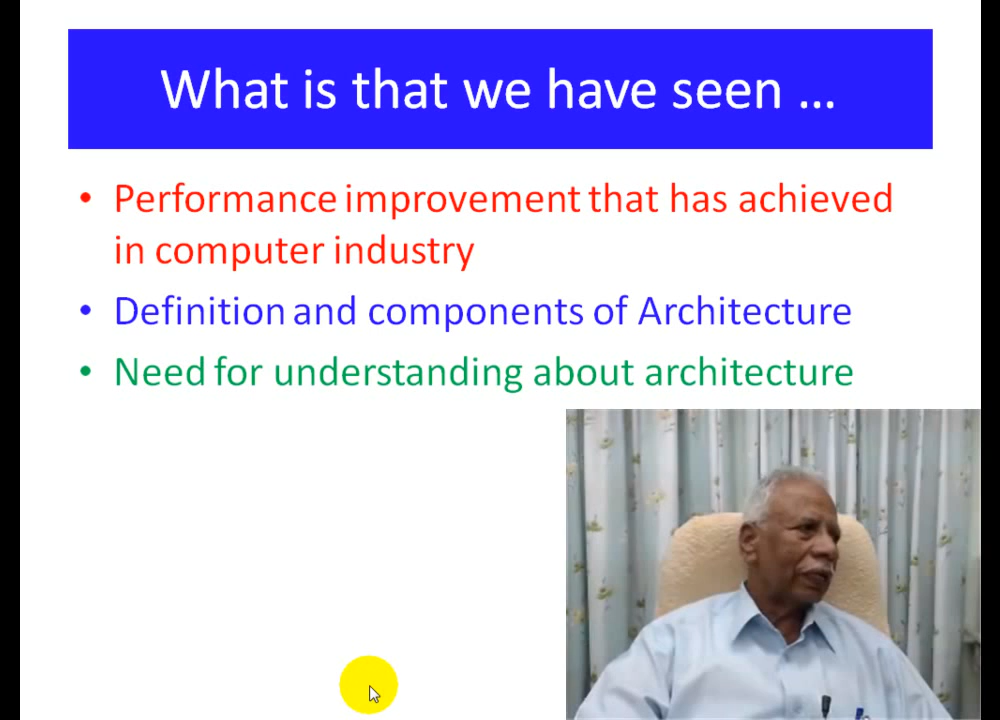 What is that we have seen ...
• Performance improvement that has achieved
in computer industry
• Definition and components of Architecture
• Need for understanding about architecture